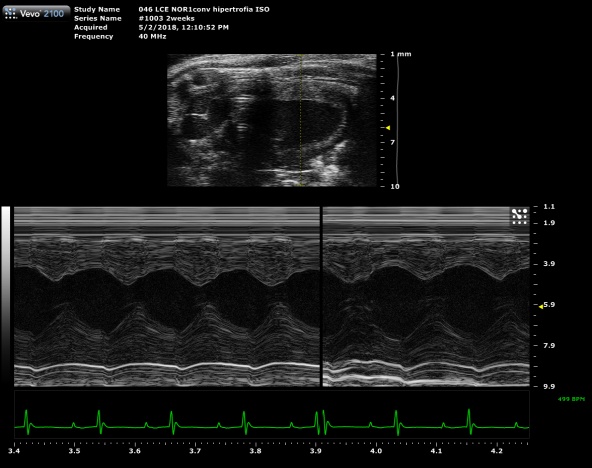 Vevo 2100
Study Name 046 LCE NOR1conv hipertrofia ISO
Series Name #1003 2weeks
Acquired 5/2/2018, 12:10:52 PM
Frequency 40 MHz
1 mm
4
7
10
1.1
1.9
3.9
5.9
7.9
9.9
499 BPM
3.4 3.5 3.6 3.7 3.8 3.9 4.0 4.1 4.2